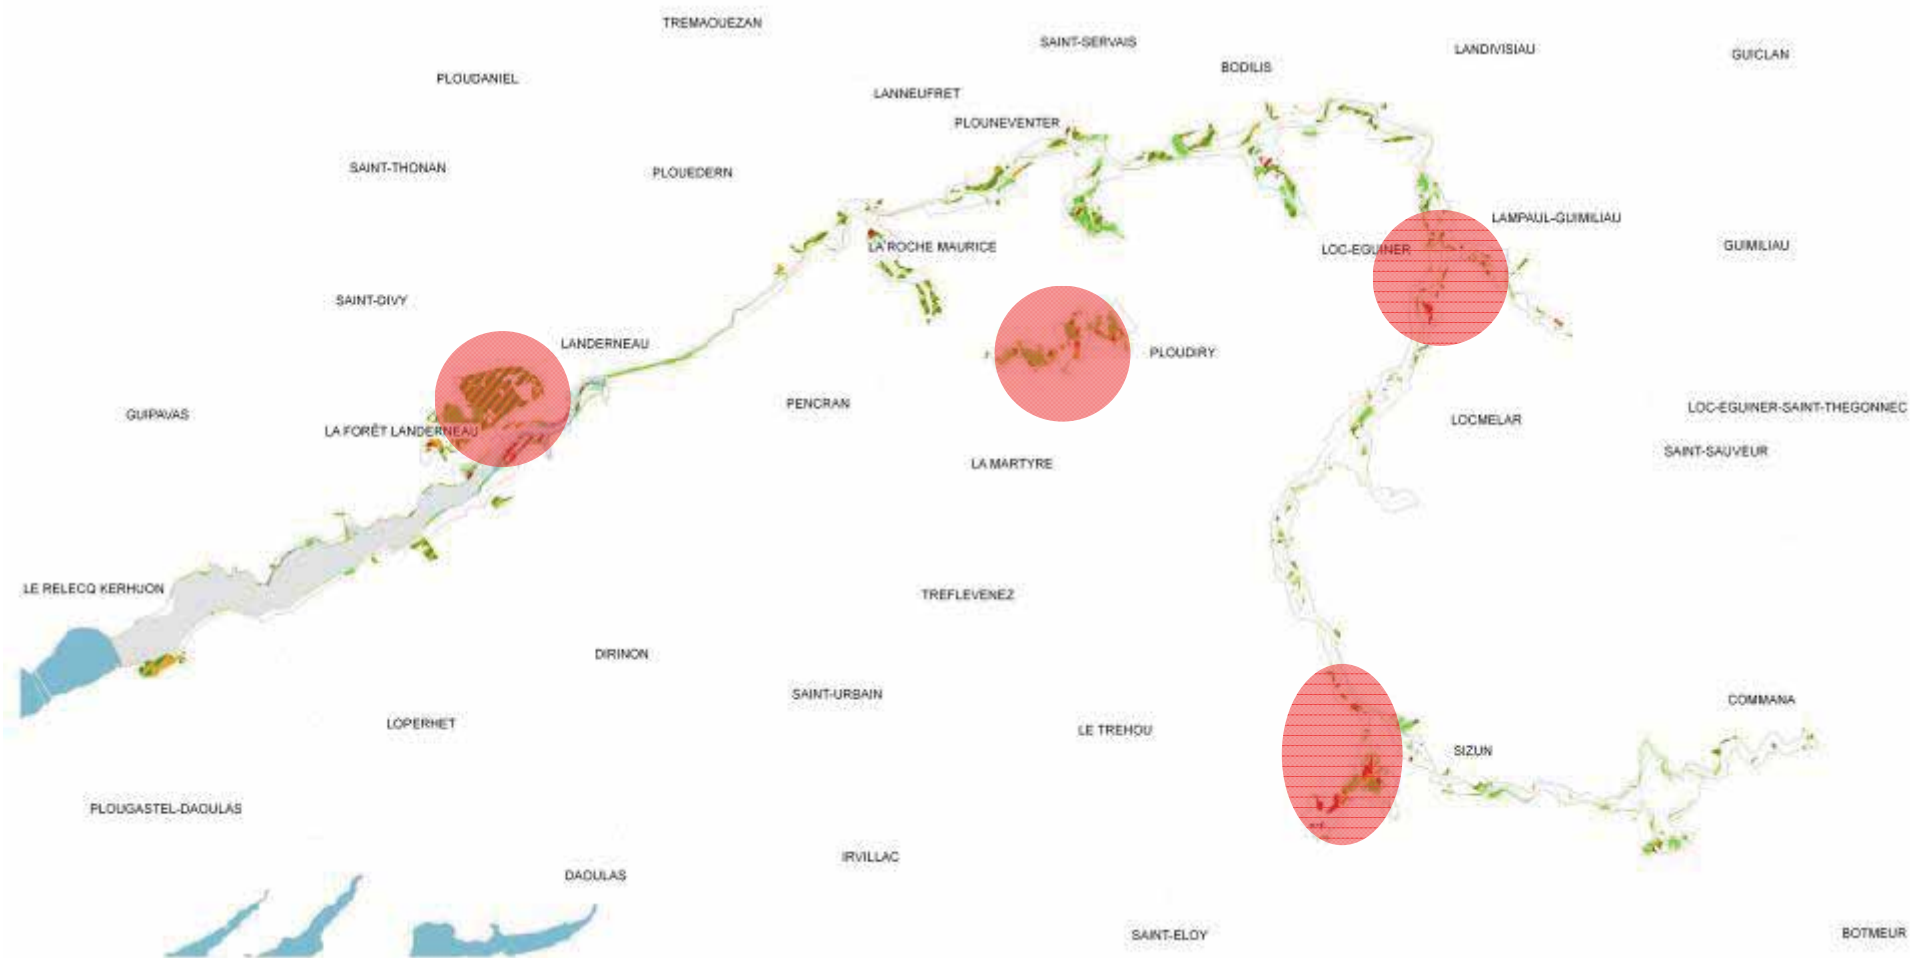 TREMAOUEZAN
SAINT-SERVAIS
LANDIVISIAU
GUICLAN
BODILIS
PLOUDANIEL
LANNEUFRET
PLOUNEVENTER
SAINT-THONAN
PLOUEDERN
LAMPAUL-GUIMILIAU
LA ROCHE MAURICE
LOC-EGUINER
GUIMILIAU
SAINT-DIVY
LANDERNEAU
PLOUDIRY
PENCRAN
LOC-EGUINER-SAINT-THEGONNEC
GUIPAVAS
LOCMELAR
LA FORÊT LANDERNEAU
SAINT-SAUVEUR
LA MARTYRE
LE RELECQ KERHUON
TREFLEVENEZ
DIRINON
SAINT-URBAIN
COMMANA
LOPERHET
LE TREHOU
SIZUN
PLOUGASTEL-DAOULAS
IRVILLAC
DAOULAS
SAINT-ELOY
BOTMEUR